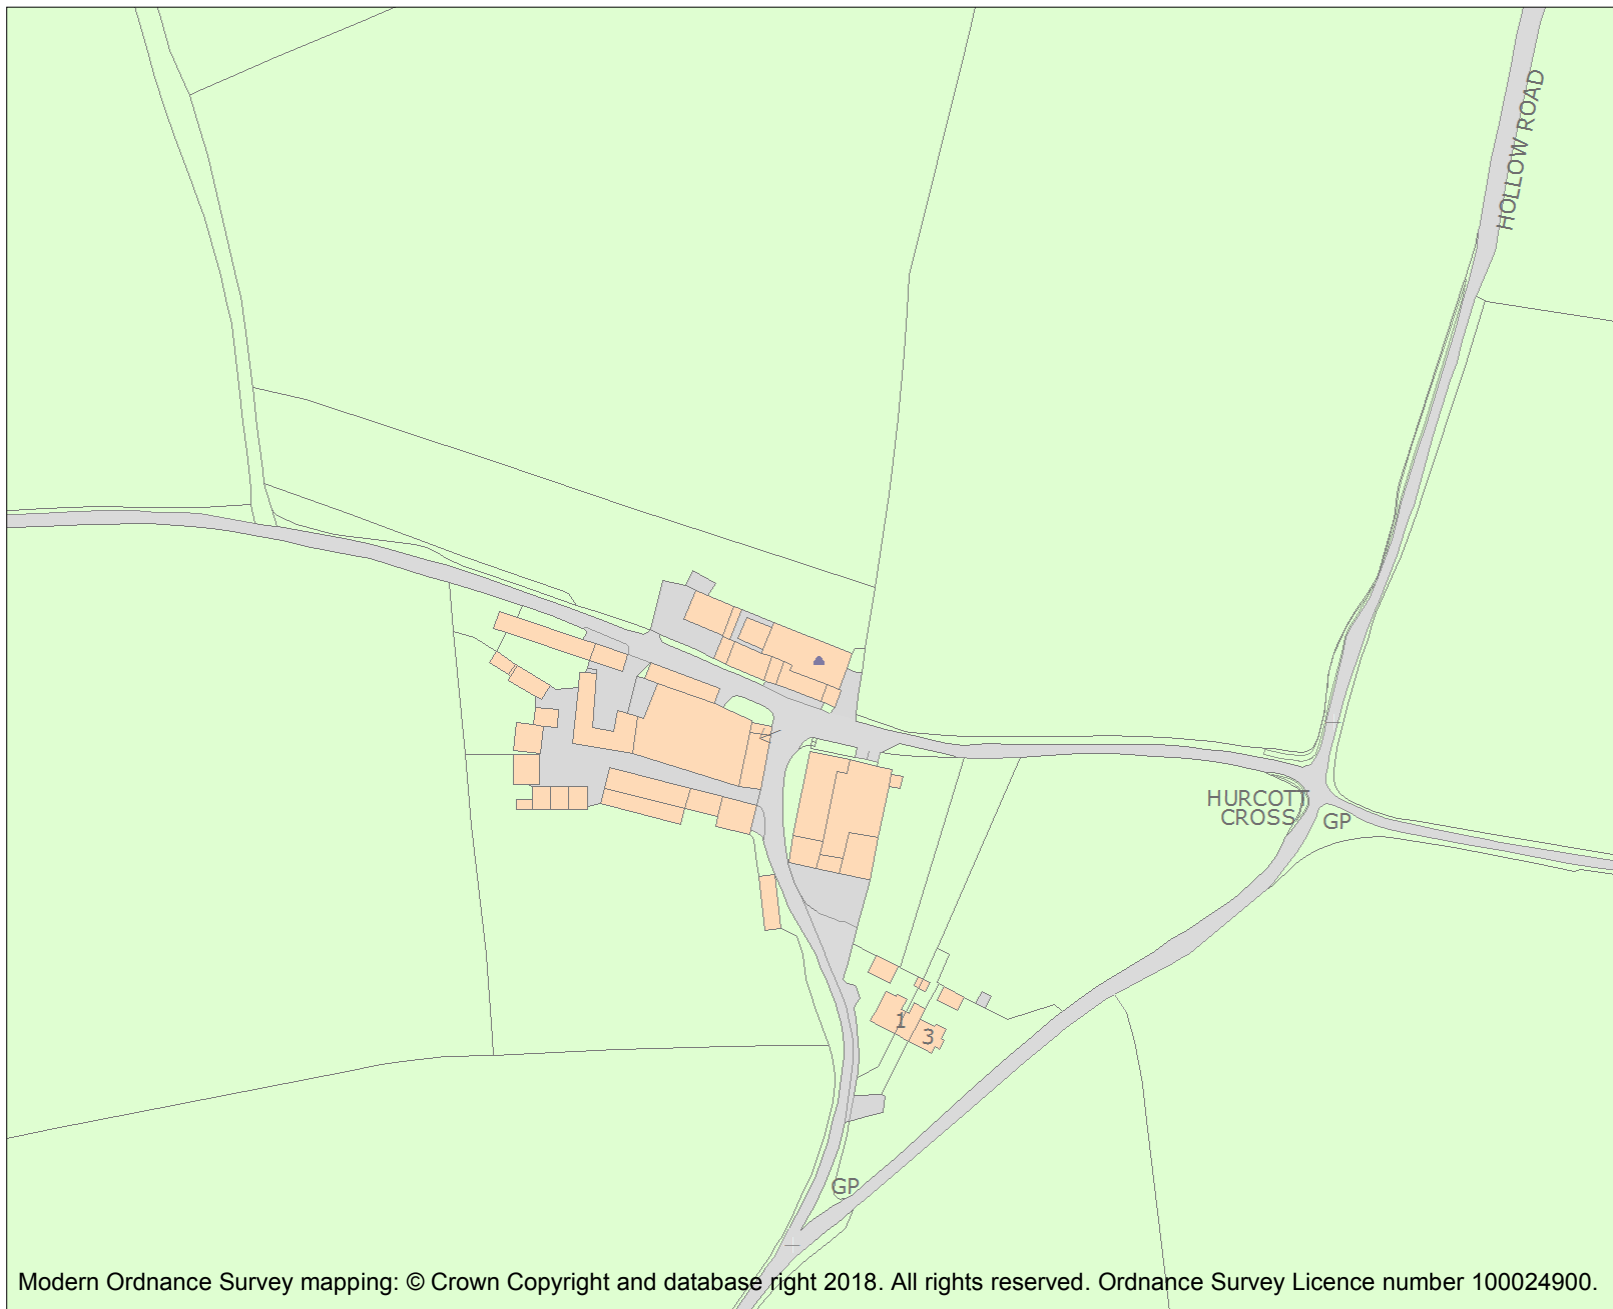 HOLLOW ROAD
HURCOTT
CROSS
GP
1
3
GP
Modern Ordnance Survey mapping: © Crown Copyright and database right 2018. All rights reserved. Ordnance Survey Licence number 100024900.